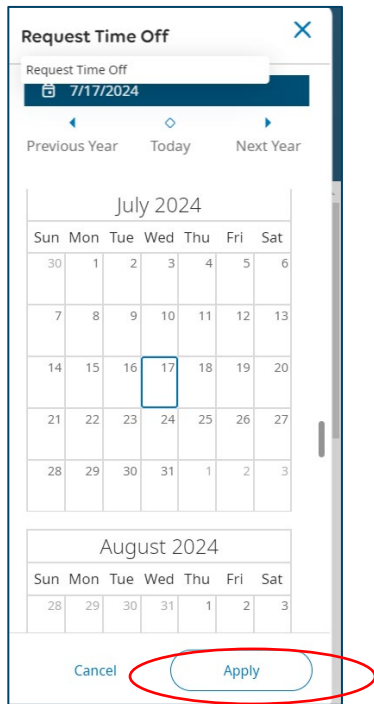 Request Time Off
Request Time Off
7/17/2024
Previous Year Today Next Year
July 2024
Sun Mon Tue Wed Thu Fri Sat
30 1 2 3 4 5 6
7 8 9 10 11 12 13
14 15 16 17 18 19 20
21 22 23 24 25 26 27
28 29 30 31 1 2 3
August 2024
Sun Mon Tue Wed Thu Fri Sat
28 29 30 31 1 2 3
Cancel Apply